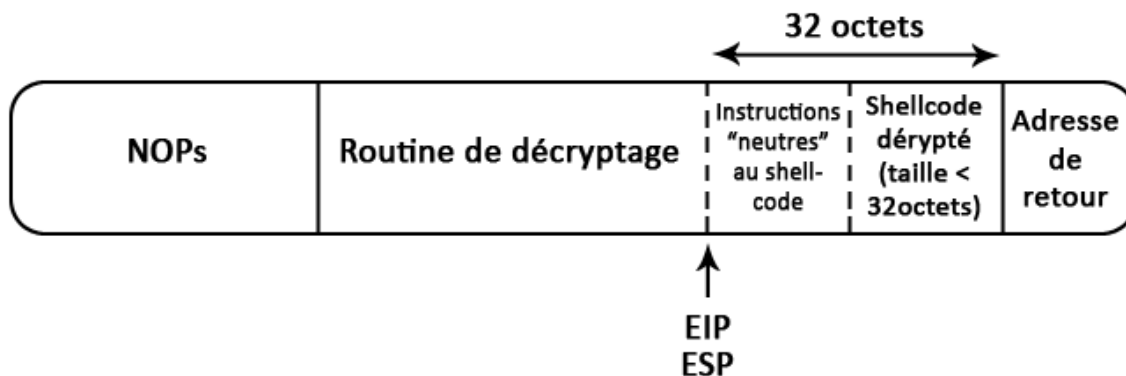 32 octets
NOPs
Routine de décryptage
Instructions
“neutres”
au shell-
code
Shellcode
dérypté
(taille <
32octets)
Adresse
de
retour
EIP
ESP